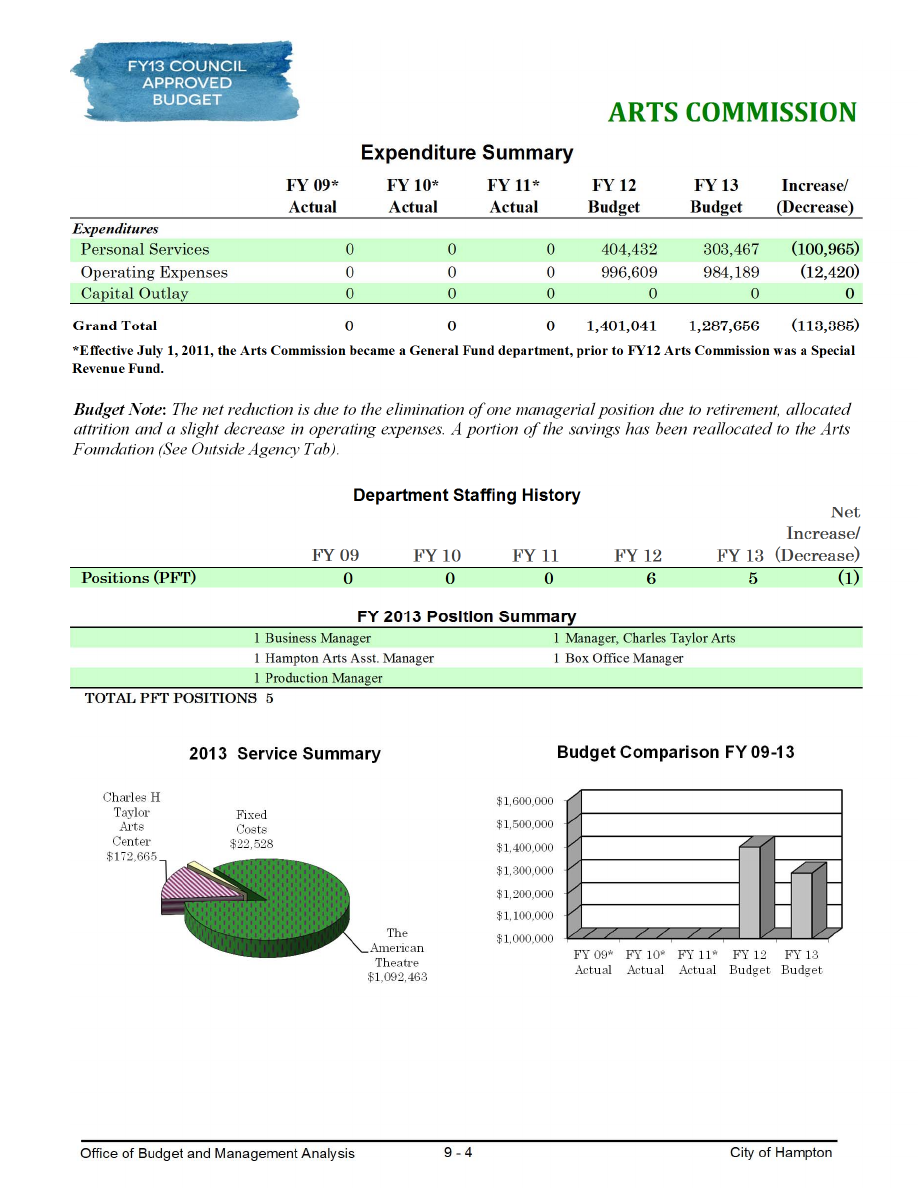 FY13 COUNCIL
APPROVED
BUDGET
ARTS COMMISSION
Expenditure Summary
FY 09* FY 10* FY 11* FY 12 FY 13 Increase/
Actual Actual Actual Budget Budget (Decrease)
Expenditures
Personal Services 0 0 0 404,432 303,467 (100,965)
Operating Expenses 0 0 0 996,609 984,189 (12,420)
Capital Outlay 0 0 0 0 0 0
Grand Total 0 0 0 1,401,041 1,287,656 (113,385)
*Effective July 1, 2011, the Arts Commission became a General Fund department, prior to FY12 Arts Commission was a Special
Revenue Fund.
Budget Note: The net reduction is due to the elimination of one managerial position due to retirement, allocated
attrition and a slight decrease in operating expenses. A portion of the savings has been reallocated to the Arts
Foundation (See Outside Agency Tab).
Department Staffing History
Net
Increase/
FY 09 FY 10 FY 11 FY 12 FY 13 (Decrease)
Positions (PFT) 0 0 0 6 5 (1)
FY 2013 Position Summary
1 Business Manager 1 Manager, Charles Taylor Arts
1 Hampton Arts Asst. Manager 1 Box Office Manager
1 Production Manager
TOTAL PFT POSITIONS 5
2013 Service Summary
Charles H
Taylor
Arts
Center
$172,665
Fixed
Costs
$22,528
The
American
Theatre
$1,092,463
Budget Comparison FY 09-13
$1,600,000
$1,500,000
$1,400,000
$1,300,000
$1,200,000
$1,100,000
$1,000,000
FY 09* FY 10* FY 11* FY 12 FY 13
Actual Actual Actual Budget Budget
Office of Budget and Management Analysis 9 - 4 City of Hampton